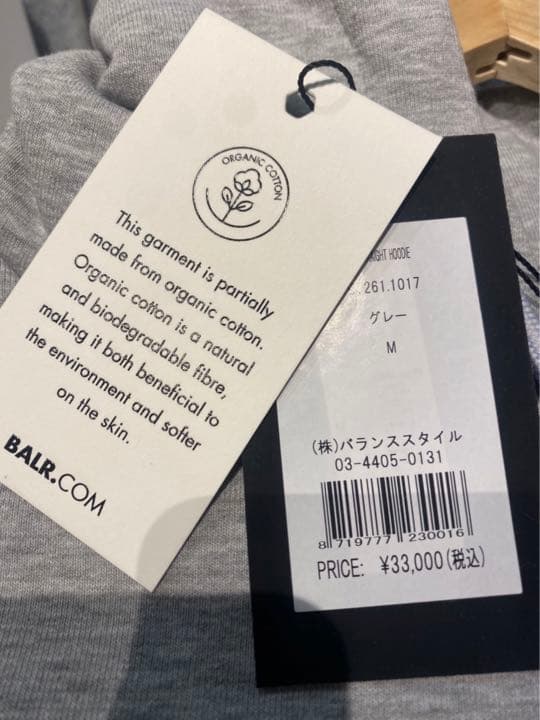 ORGANIC COTTON
This garment is partially
made from organic cotton.
Organic cotton is a natural
and biodegradable fibre,
making it both beneficial to
the environment and softer
on the skin.
BALR.COM
HOODIE
261.1017
グレー
M
(株)バランススタイル
03-4405-0131
8 719777 230016
PRICE: ¥33,000(税込)